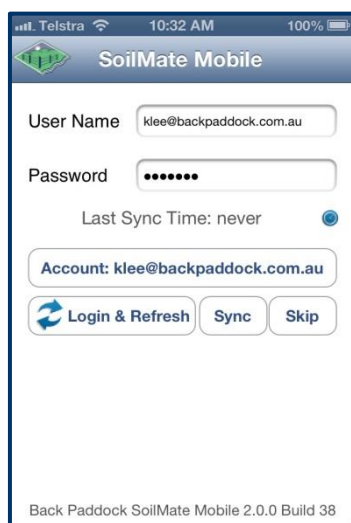 Telstra 10:32 AM 100%
SoilMate Mobile
User Name klee@backpaddock.com.au
Password •••••••
Last Sync Time: never
Account: klee@backpaddock.com.au
Login & Refresh Sync Skip
Back Paddock SoilMate Mobile 2.0.0 Build 38